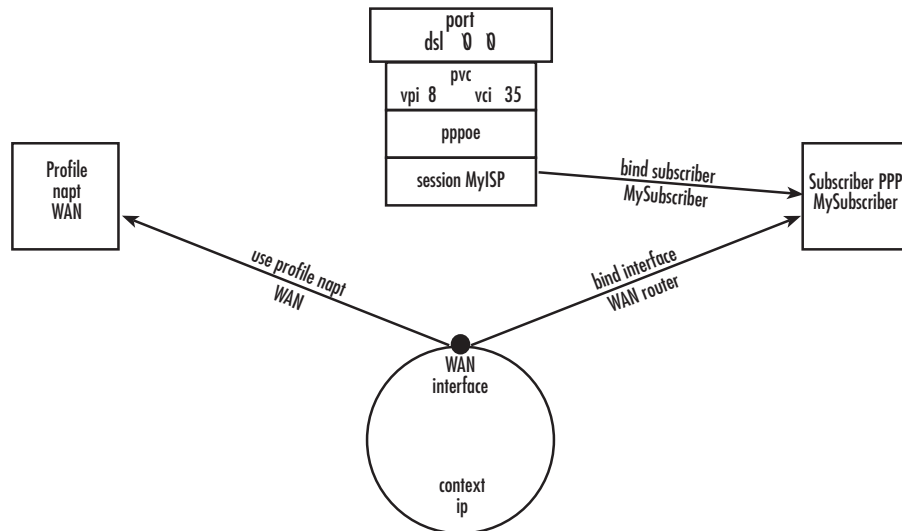 port
dsl 0 0
pvc
vpi 8 vci 35
pppoe
session MyISP
Profile
napt
WAN
bind subscriber
MySubscriber
Subscriber PPP
MySubscriber
use profile napt
WAN
bind interface
WAN router
WAN
interface
context
ip